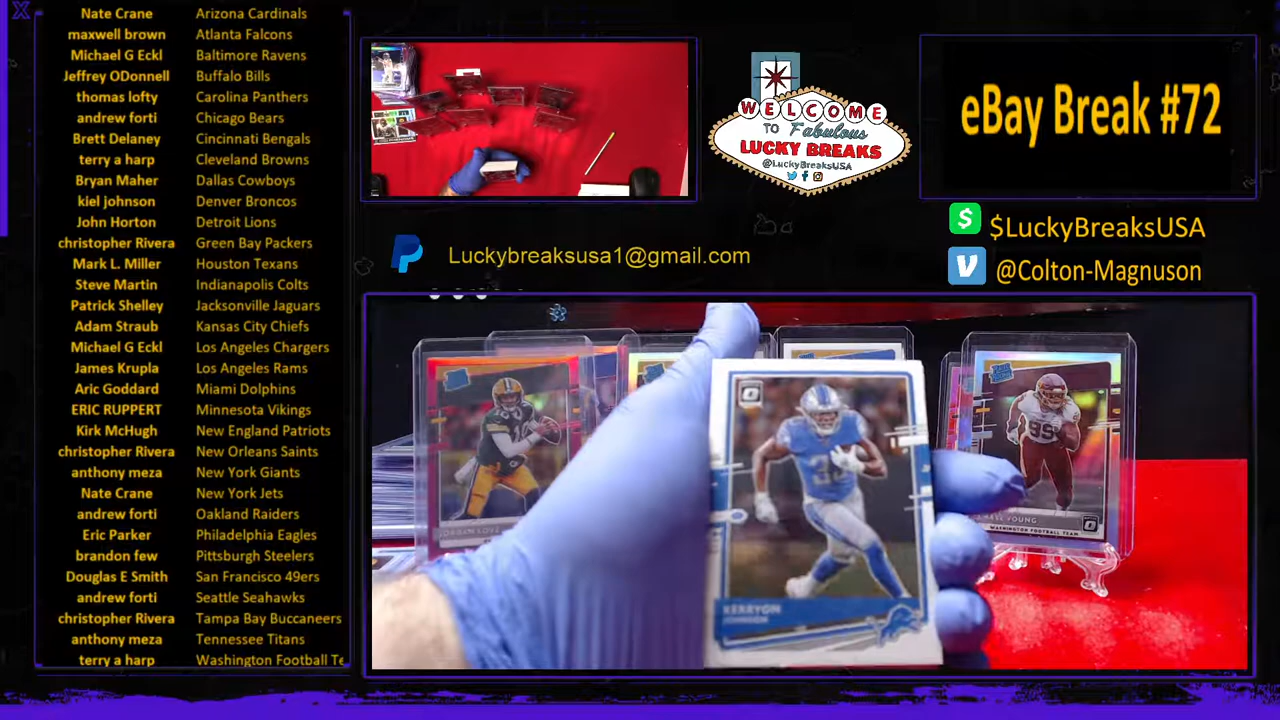 Nate Crane Arizona Cardinals
maxwell brown Atlanta Falcons
Michael G Eckl Baltimore Ravens
Jeffrey ODonnell Buffalo Bills
thomas lofty Carolina Panthers
andrew forti Chicago Bears
Brett Delaney Cincinnati Bengals
terry a harp Cleveland Browns
Bryan Maher Dallas Cowboys
kiel johnson Denver Broncos
John Horton Detroit Lions
christopher Rivera Green Bay Packers
Mark L. Miller Houston Texans
Steve Martin Indianapolis Colts
Patrick Shelley Jacksonville Jaguars
Adam Straub Kansas City Chiefs
Michael G Eckl Los Angeles Chargers
James Krupla Los Angeles Rams
Aric Goddard Miami Dolphins
ERIC RUPPERT Minnesota Vikings
Kirk McHugh New England Patriots
christopher Rivera New Orleans Saints
anthony meza New York Giants
Nate Crane New York Jets
andrew forti Oakland Raiders
Eric Parker Philadelphia Eagles
brandon few Pittsburgh Steelers
Douglas E Smith San Francisco 49ers
andrew forti Seattle Seahawks
christopher Rivera Tampa Bay Buccaneers
anthony meza Tennessee Titans
terry a harp Washington Football Te
WELCOME
TO Fabulous
LUCKY BREAKS
@LuckyBreaksUSA
eBay Break #72
$LuckyBreaksUSA
@Colton-Magnuson
Luckybreaksusa1@gmail.com
JORDAN LOVE
KERRYON
JOHNSON
YOUNG
WASHINGTON FOOTBALL TEAM
99